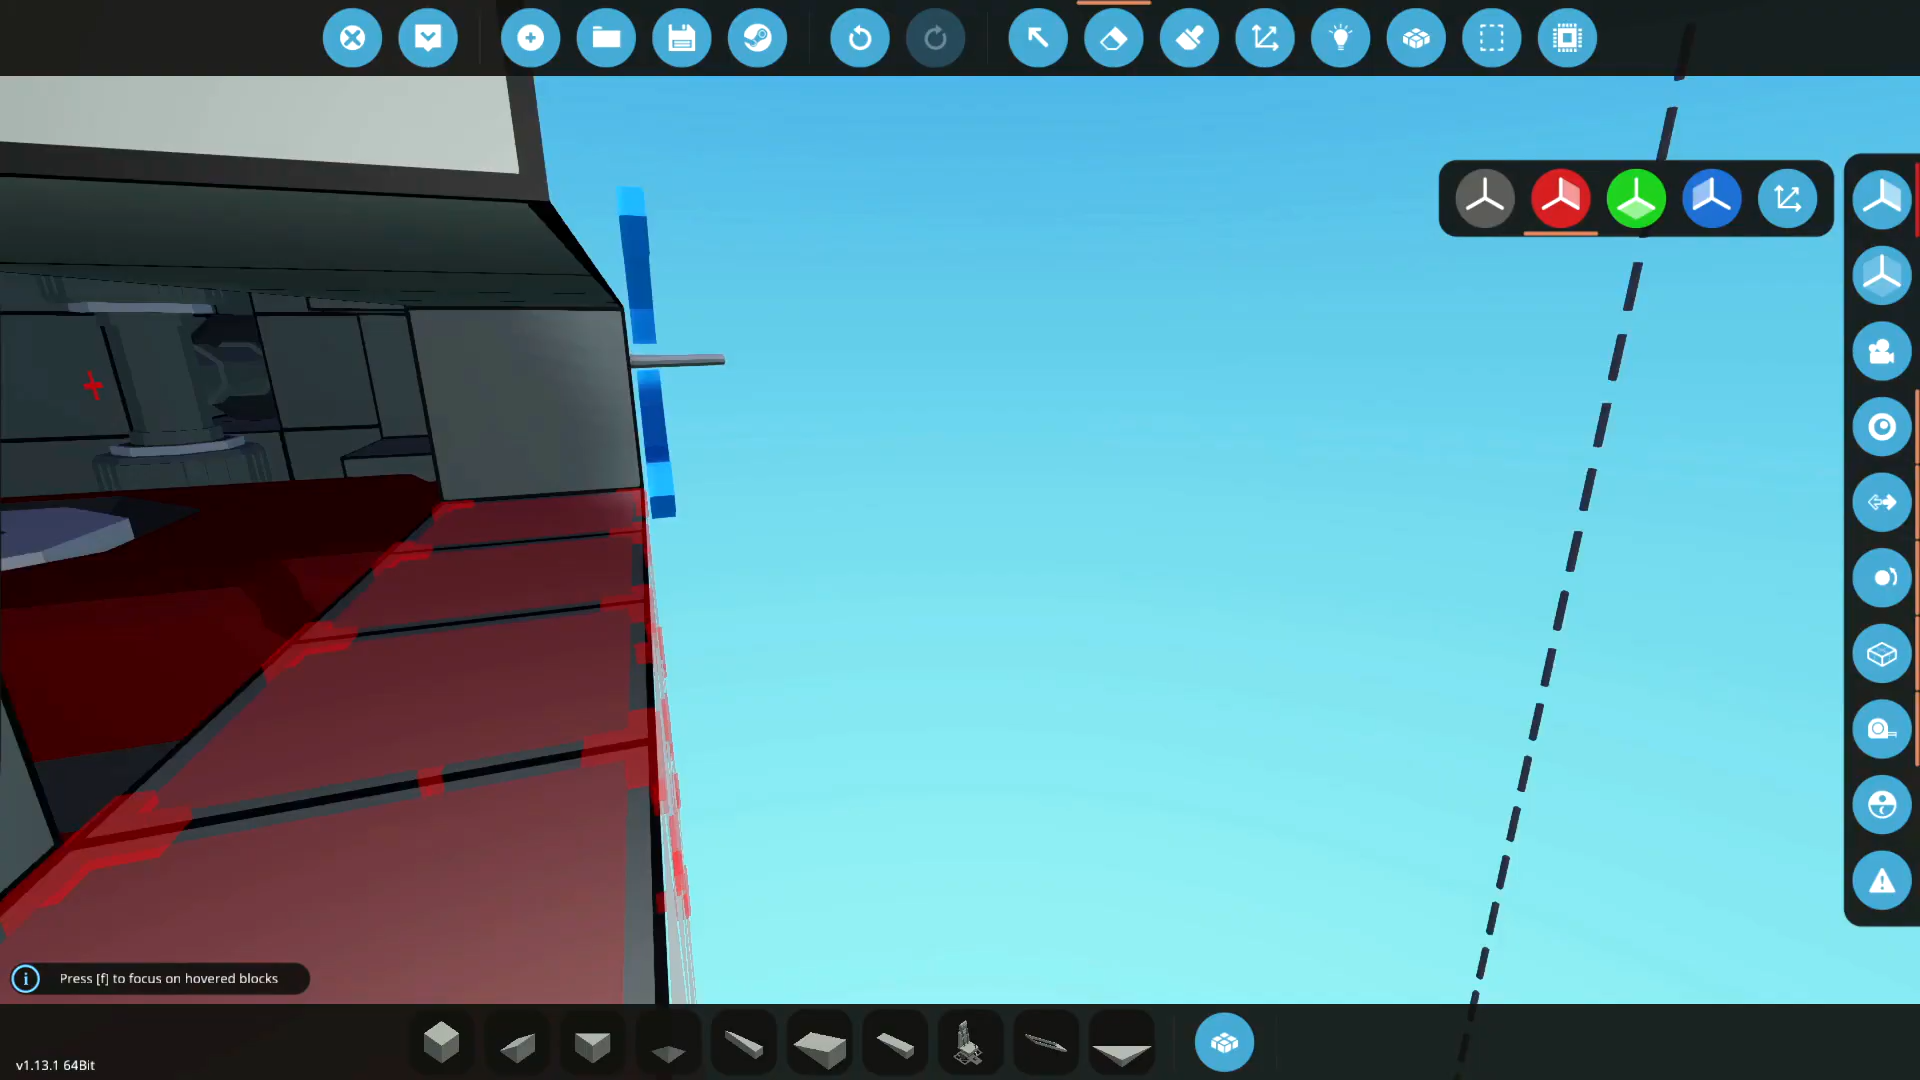 Press [f] to focus on hovered blocks
v1.13.1 64Bit